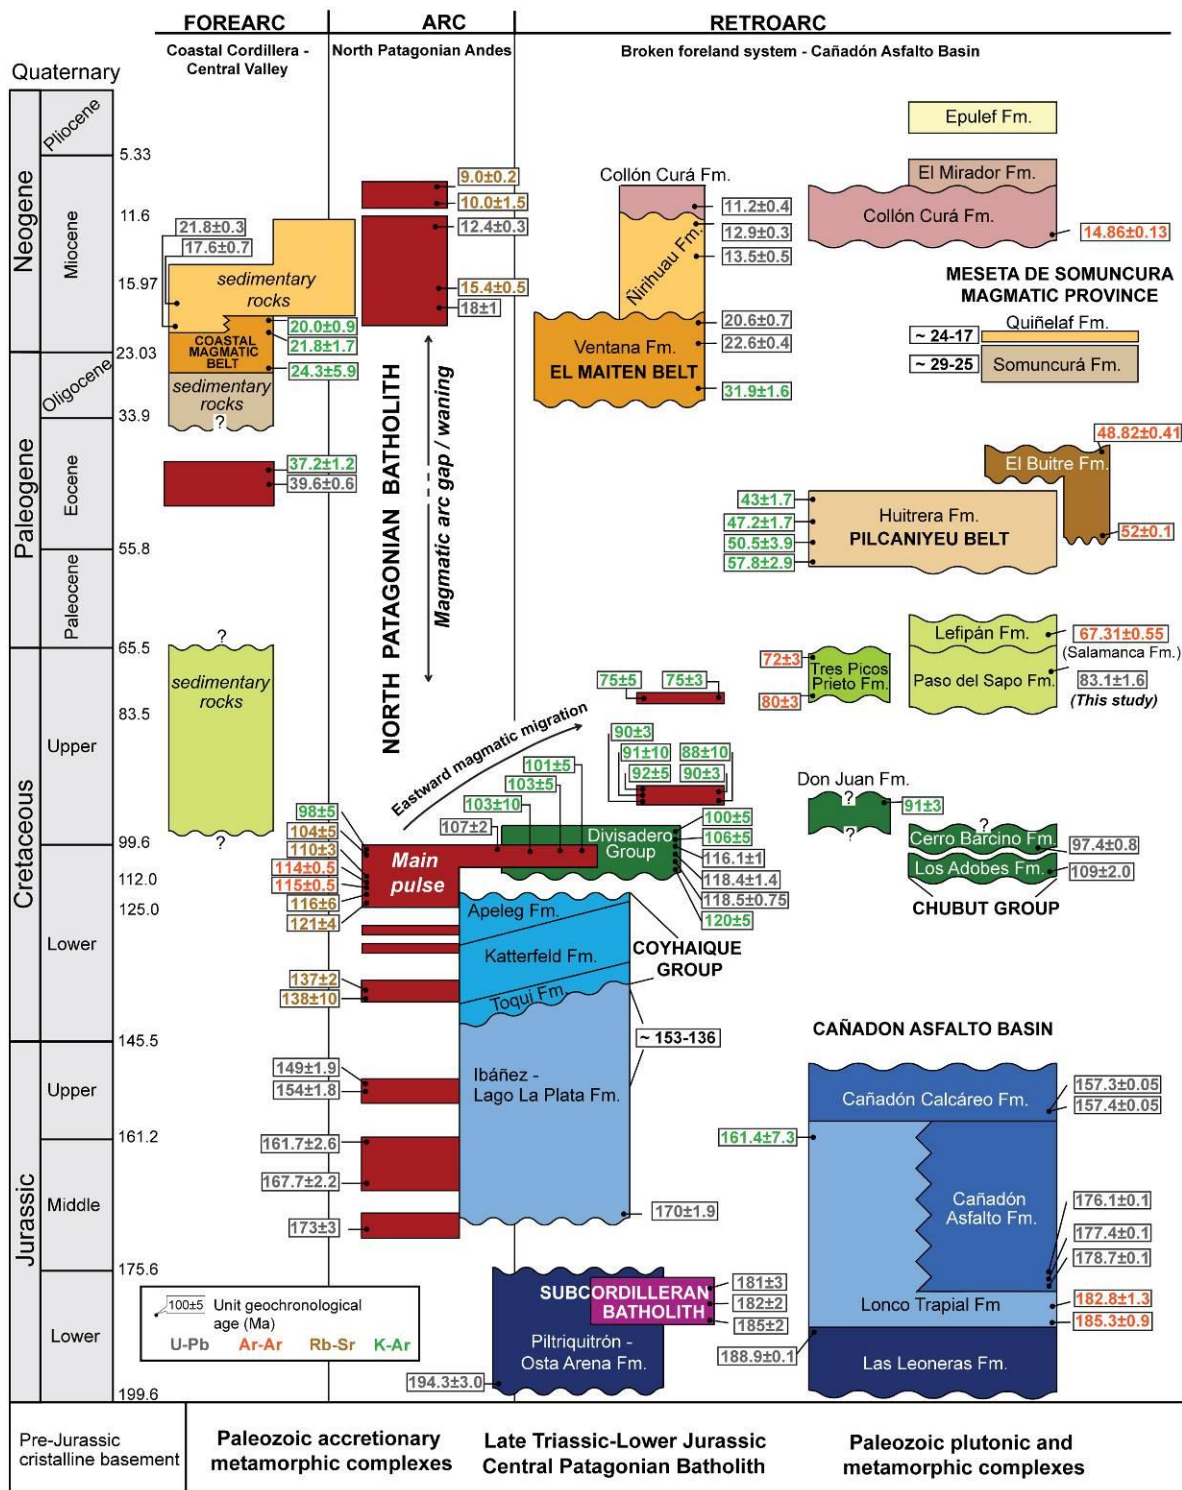 FOREARC
ARC
RETROARC
Coastal Cordillera -
Central Valley
North Patagonian Andes
Broken foreland system - Cañadón Asfalto Basin
Quaternary
Neogene
Pliocene
Miocene
Paleogene
Oligocene
Eocene
Paleocene
Cretaceous
Upper
Lower
Jurassic
Upper
Middle
Lower
5.33
11.6
15.97
23.03
33.9
55.8
65.5
83.5
99.6
112.0
125.0
145.5
161.2
175.6
199.6
21.8±0.3
17.6±0.7
sedimentary
rocks
20.0±0.9
COASTAL
MAGMATIC
BELT
21.8±1.7
24.3±5.9
sedimentary
rocks
?
37.2±1.2
39.6±0.6
?
sedimentary
rocks
?
9.0±0.2
10.0±1.5
12.4±0.3
15.4±0.5
18±1
NORTH PATAGONIAN BATHOLITH
Magmatic arc gap / waning
Eastward magmatic migration
98±5
104±5
110±3
114±0.5
115±0.5
116±6
121±4
Main
pulse
137±2
138±10
149±1.9
154±1.8
161.7±2.6
167.7±2.2
173±3
107±2
103±10
103±5
101±5
Collón Curá Fm.
11.2±0.4
12.9±0.3
13.5±0.5
Ñirihuau Fm.
20.6±0.7
22.6±0.4
Ventana Fm.
EL MAITEN BELT
31.9±1.6
75±5
75±3
90±3
91±10
92±5
88±10
90±3
Divisadero
Group
100±5
106±5
116.1±1
118.4±1.4
118.5±0.75
120±5
Apeleg Fm.
Katterfeld Fm.
Toqui Fm.
COYHAIQUE
GROUP
~ 153-136
Ibáñez -
Lago La Plata Fm.
170±1.9
SUBCORDILLERAN
BATHOLITH
181±3
182±2
185±2
Piltriquitrón -
Osta Arena Fm.
194.3±3.0
Epulef Fm.
El Mirador Fm.
Collón Curá Fm.
14.86±0.13
MESETA DE SOMUNCURA
MAGMATIC PROVINCE
Quiñelaf Fm.
~ 24-17
~ 29-25
Somuncurá Fm.
48.82±0.41
El Buitre Fm.
52±0.1
43±1.7
47.2±1.7
50.5±3.9
57.8±2.9
Huitrera Fm.
PILCANIYEU BELT
Lefipán Fm.
67.31±0.55
(Salamanca Fm.)
72±3
Tres Picos
Prieto Fm.
80±3
Paso del Sapo Fm.
83.1±1.6
(This study)
Don Juan Fm.
?
?
91±3
?
Cerro Barcino Fm.
97.4±0.8
Los Adobes Fm.
109±2.0
CHUBUT GROUP
CAÑADON ASFALTO BASIN
Cañadón Calcáreo Fm.
157.3±0.05
157.4±0.05
161.4±7.3
Cañadón
Asfalto Fm.
176.1±0.1
177.4±0.1
178.7±0.1
Lonco Trapial Fm
182.8±1.3
185.3±0.9
188.9±0.1
Las Leoneras Fm.
100±5
Unit geochronological
age (Ma)
U-Pb
Ar-Ar
Rb-Sr
K-Ar
Pre-Jurassic
cristalline basement
Paleozoic accretionary
metamorphic complexes
Late Triassic-Lower Jurassic
Central Patagonian Batholith
Paleozoic plutonic and
metamorphic complexes